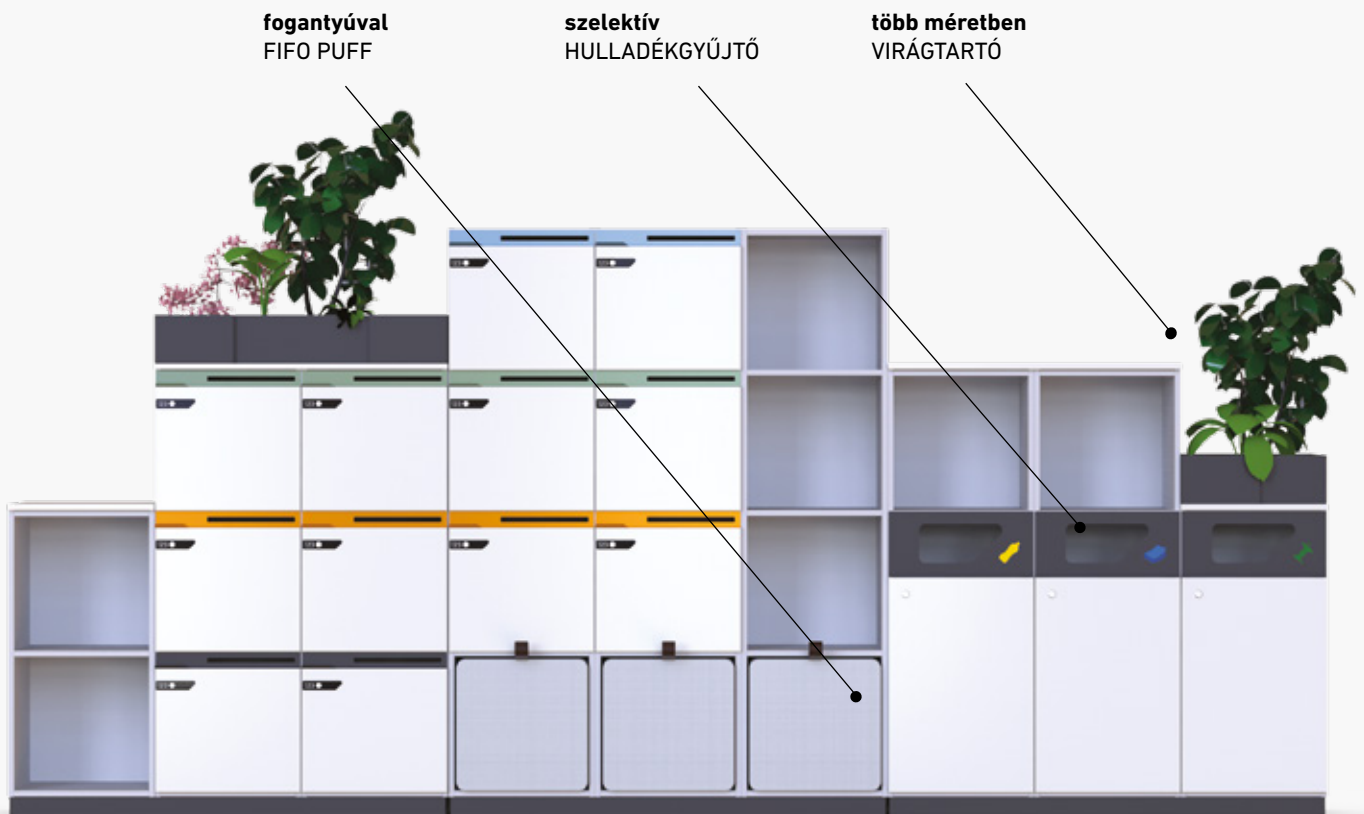 fogantyúval
FIFO PUFF
szelektív
HULLADÉKGYŰJTŐ
több méretben
VIRÁGTARTÓ